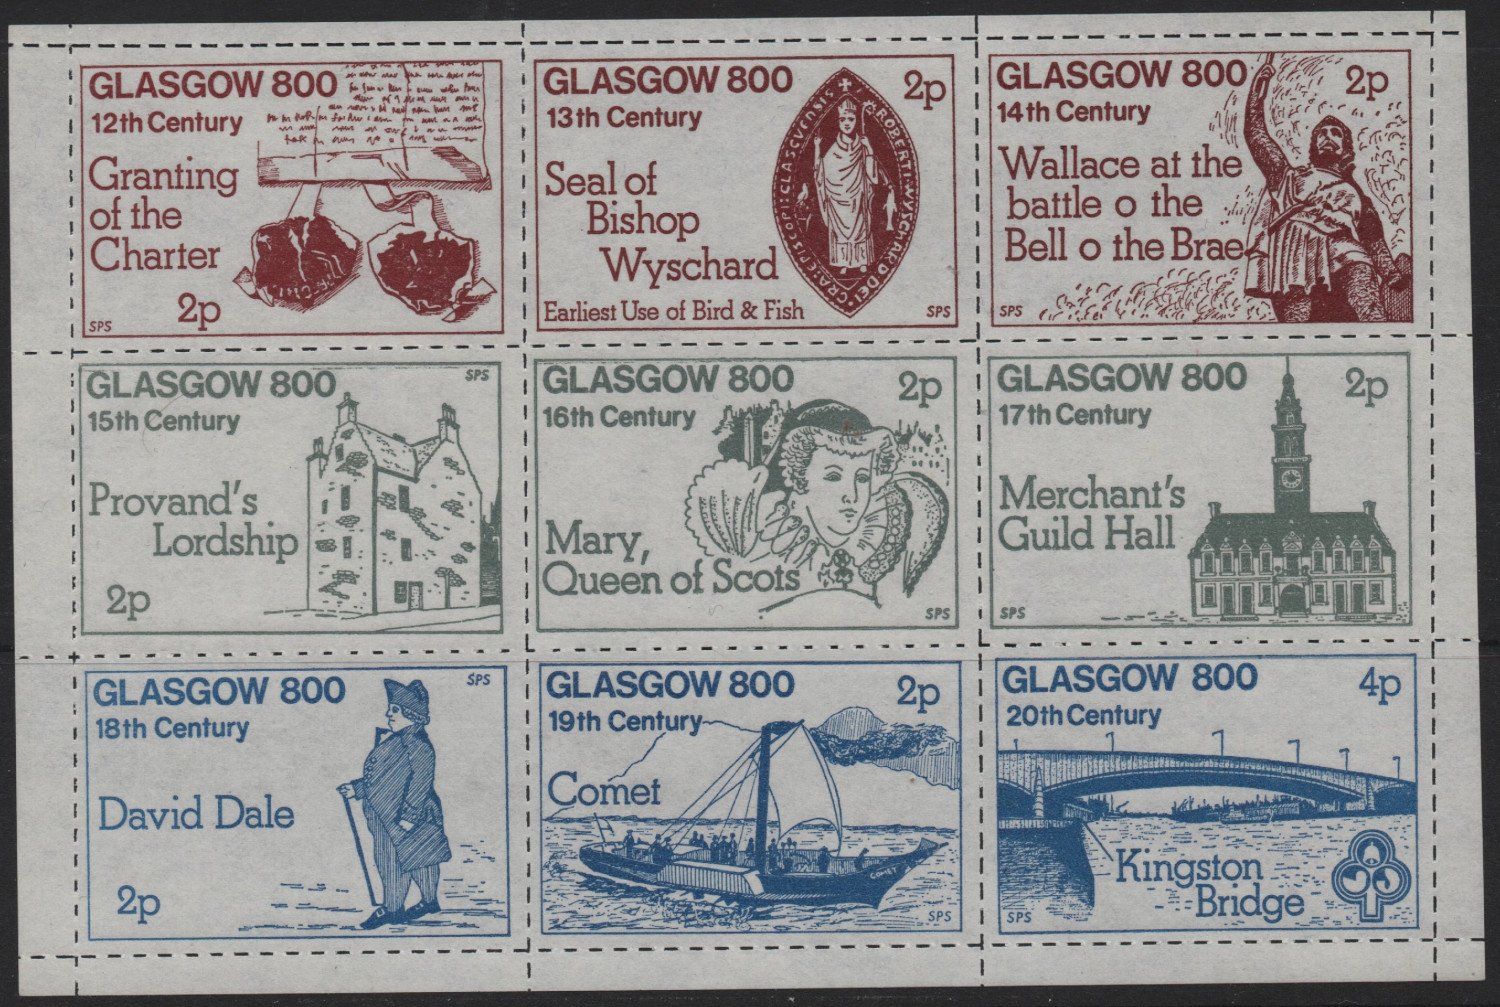 GLASGOW 800
12th Century
Granting
of the
Charter
2p
SPS
GLASGOW 800 2p
13th Century
Seal of
Bishop
Wyschard
Earliest Use of Bird & Fish
SPS
GLASGOW 800 2p
14th Century
Wallace at the
battle o the
Bell o the Brae
SPS
GLASGOW 800 SPS
15th Century
Provand's
Lordship
2p
GLASGOW 800 2p
16th Century
Mary,
Queen of Scots
SPS
GLASGOW 800 2p
17th Century
Merchant's
Guild Hall
SPS
GLASGOW 800 SPS
18th Century
David Dale
2p
GLASGOW 800 2p
19th Century
Comet
COMET
SPS
GLASGOW 800 4p
20th Century
Kingston
Bridge
SPS